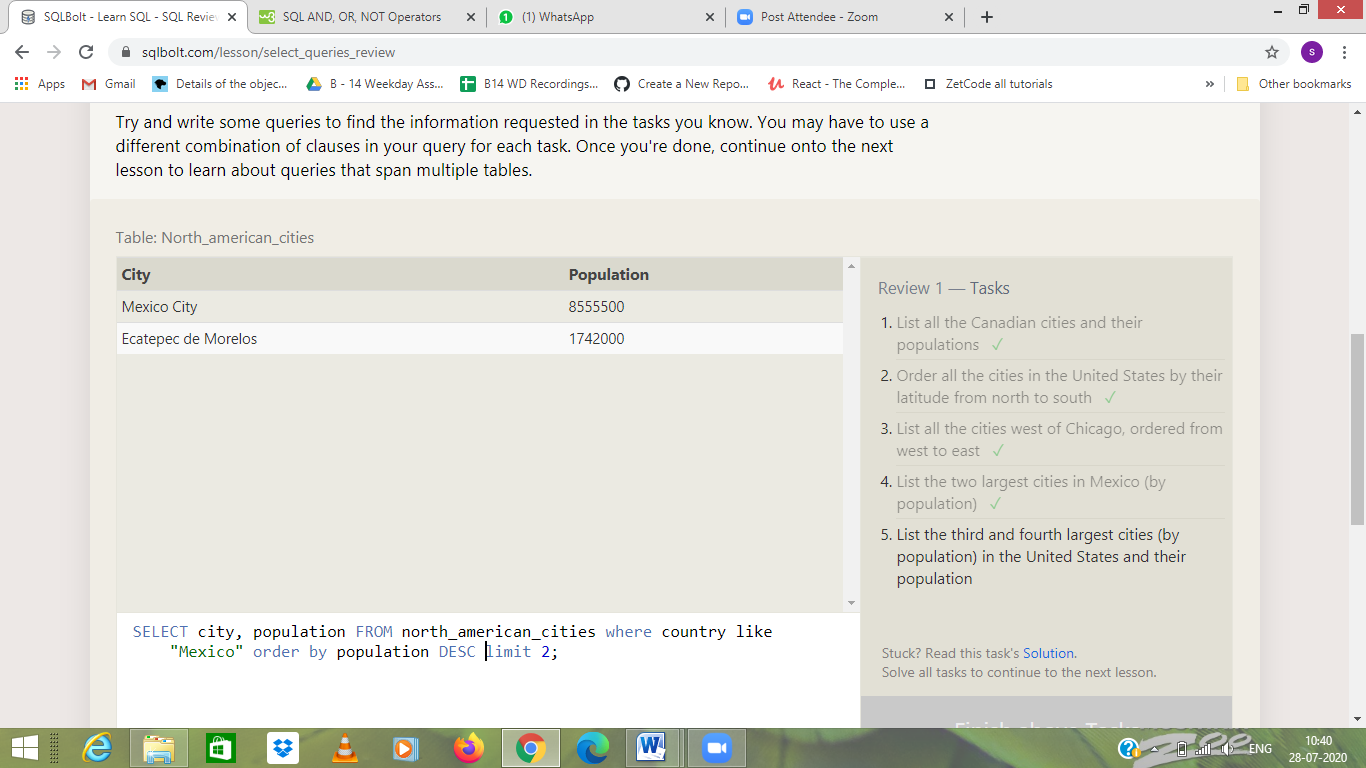 SQLBolt - Learn SQL - SQL Review
SQL AND, OR, NOT Operators
(1) WhatsApp
Post Attendee - Zoom
sqlbolt.com/lesson/select_queries_review
S
Apps
Gmail
Details of the objec...
B - 14 Weekday Ass...
B14 WD Recordings...
Create a New Repo...
React - The Comple...
ZetCode all tutorials
»
Other bookmarks
Try and write some queries to find the information requested in the tasks you know. You may have to use a
different combination of clauses in your query for each task. Once you're done, continue onto the next
lesson to learn about queries that span multiple tables.
Table: North_american_cities
City Population
Mexico City 8555500
Ecatepec de Morelos 1742000
SELECT city, population FROM north_american_cities where country like
"Mexico" order by population DESC limit 2;
Review 1 — Tasks
1. List all the Canadian cities and their
populations ✓
2. Order all the cities in the United States by their
latitude from north to south ✓
3. List all the cities west of Chicago, ordered from
west to east ✓
4. List the two largest cities in Mexico (by
population) ✓
5. List the third and fourth largest cities (by
population) in the United States and their
population
Stuck? Read this task's Solution.
Solve all tasks to continue to the next lesson.
Finish above Tasks
ENG
10:40
28-07-2020